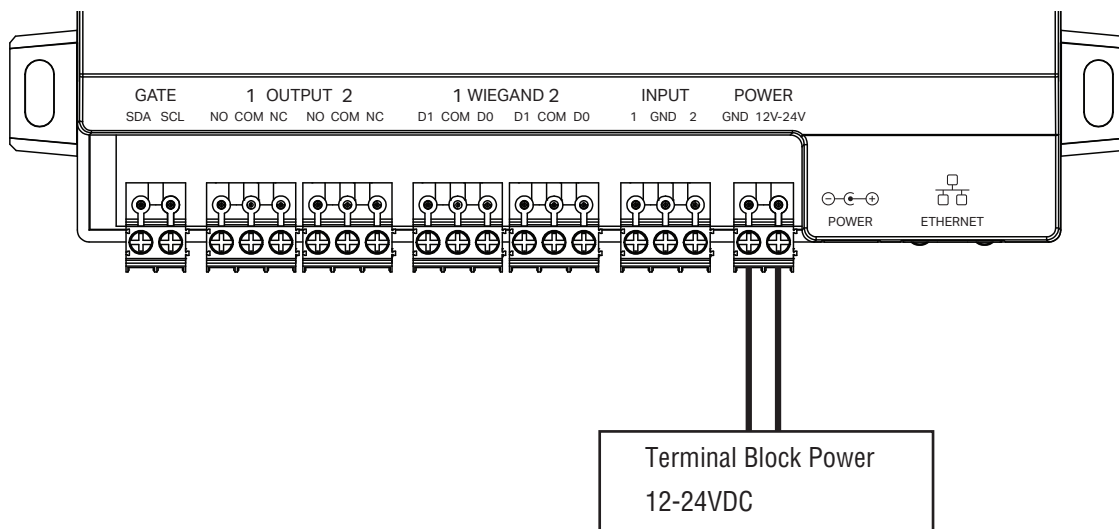 GATE 1 OUTPUT 2 1 WIEGAND 2 INPUT POWER
SDA SCL NO COM NC NO COM NC D1 COM D0 D1 COM D0 1 GND 2 GND 12V-24V
POWER ETHERNET
Terminal Block Power
12-24VDC